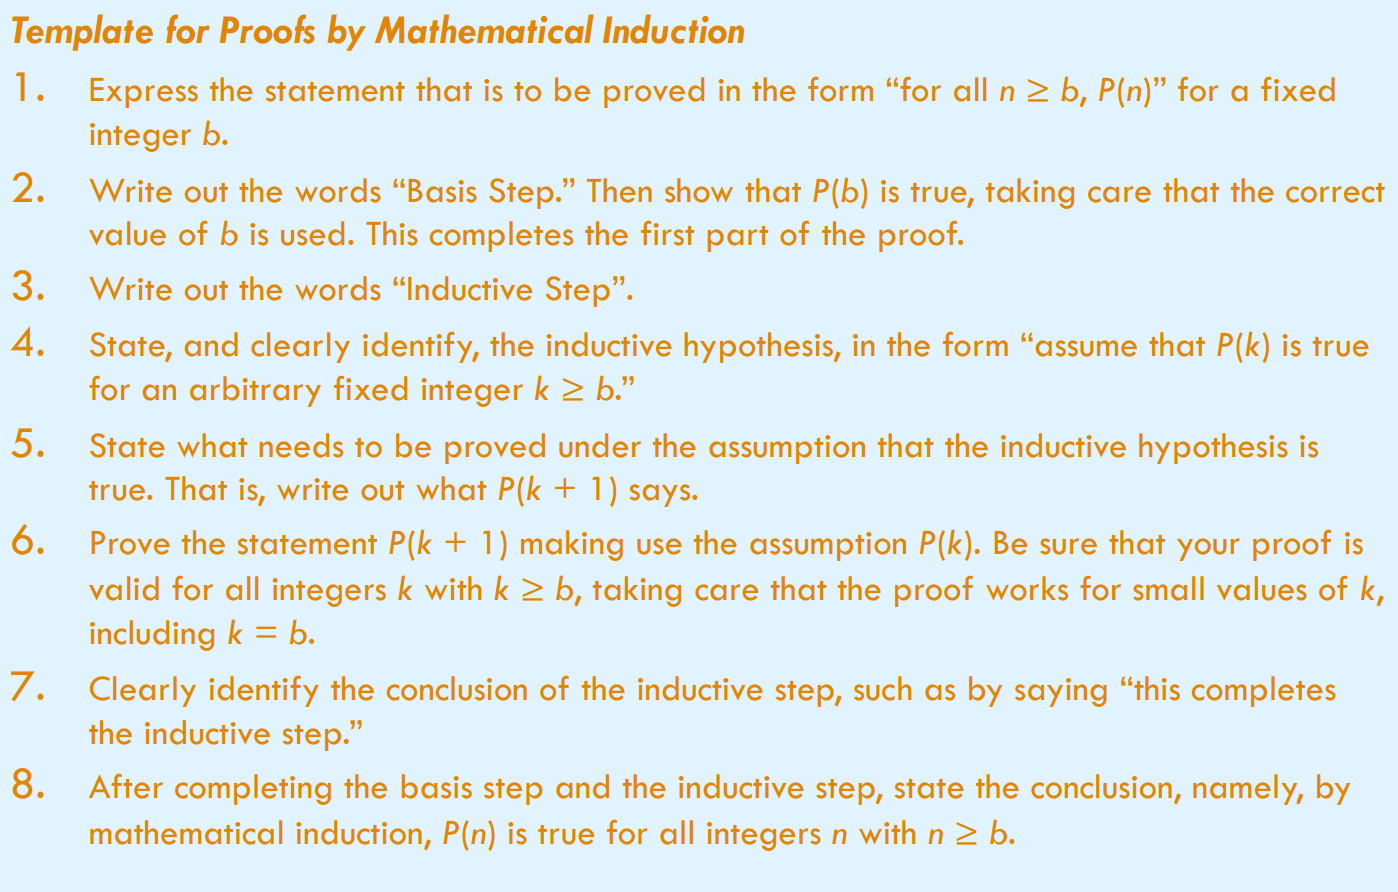 Template for Proofs by Mathematical Induction
1. Express the statement that is to be proved in the form “for all n ≥ b, P(n)” for a fixed
integer b.
2. Write out the words “Basis Step.” Then show that P(b) is true, taking care that the correct
value of b is used. This completes the first part of the proof.
3. Write out the words “Inductive Step”.
4. State, and clearly identify, the inductive hypothesis, in the form “assume that P(k) is true
for an arbitrary fixed integer k ≥ b.”
5. State what needs to be proved under the assumption that the inductive hypothesis is
true. That is, write out what P(k + 1) says.
6. Prove the statement P(k + 1) making use the assumption P(k). Be sure that your proof is
valid for all integers k with k ≥ b, taking care that the proof works for small values of k,
including k = b.
7. Clearly identify the conclusion of the inductive step, such as by saying “this completes
the inductive step.”
8. After completing the basis step and the inductive step, state the conclusion, namely, by
mathematical induction, P(n) is true for all integers n with n ≥ b.